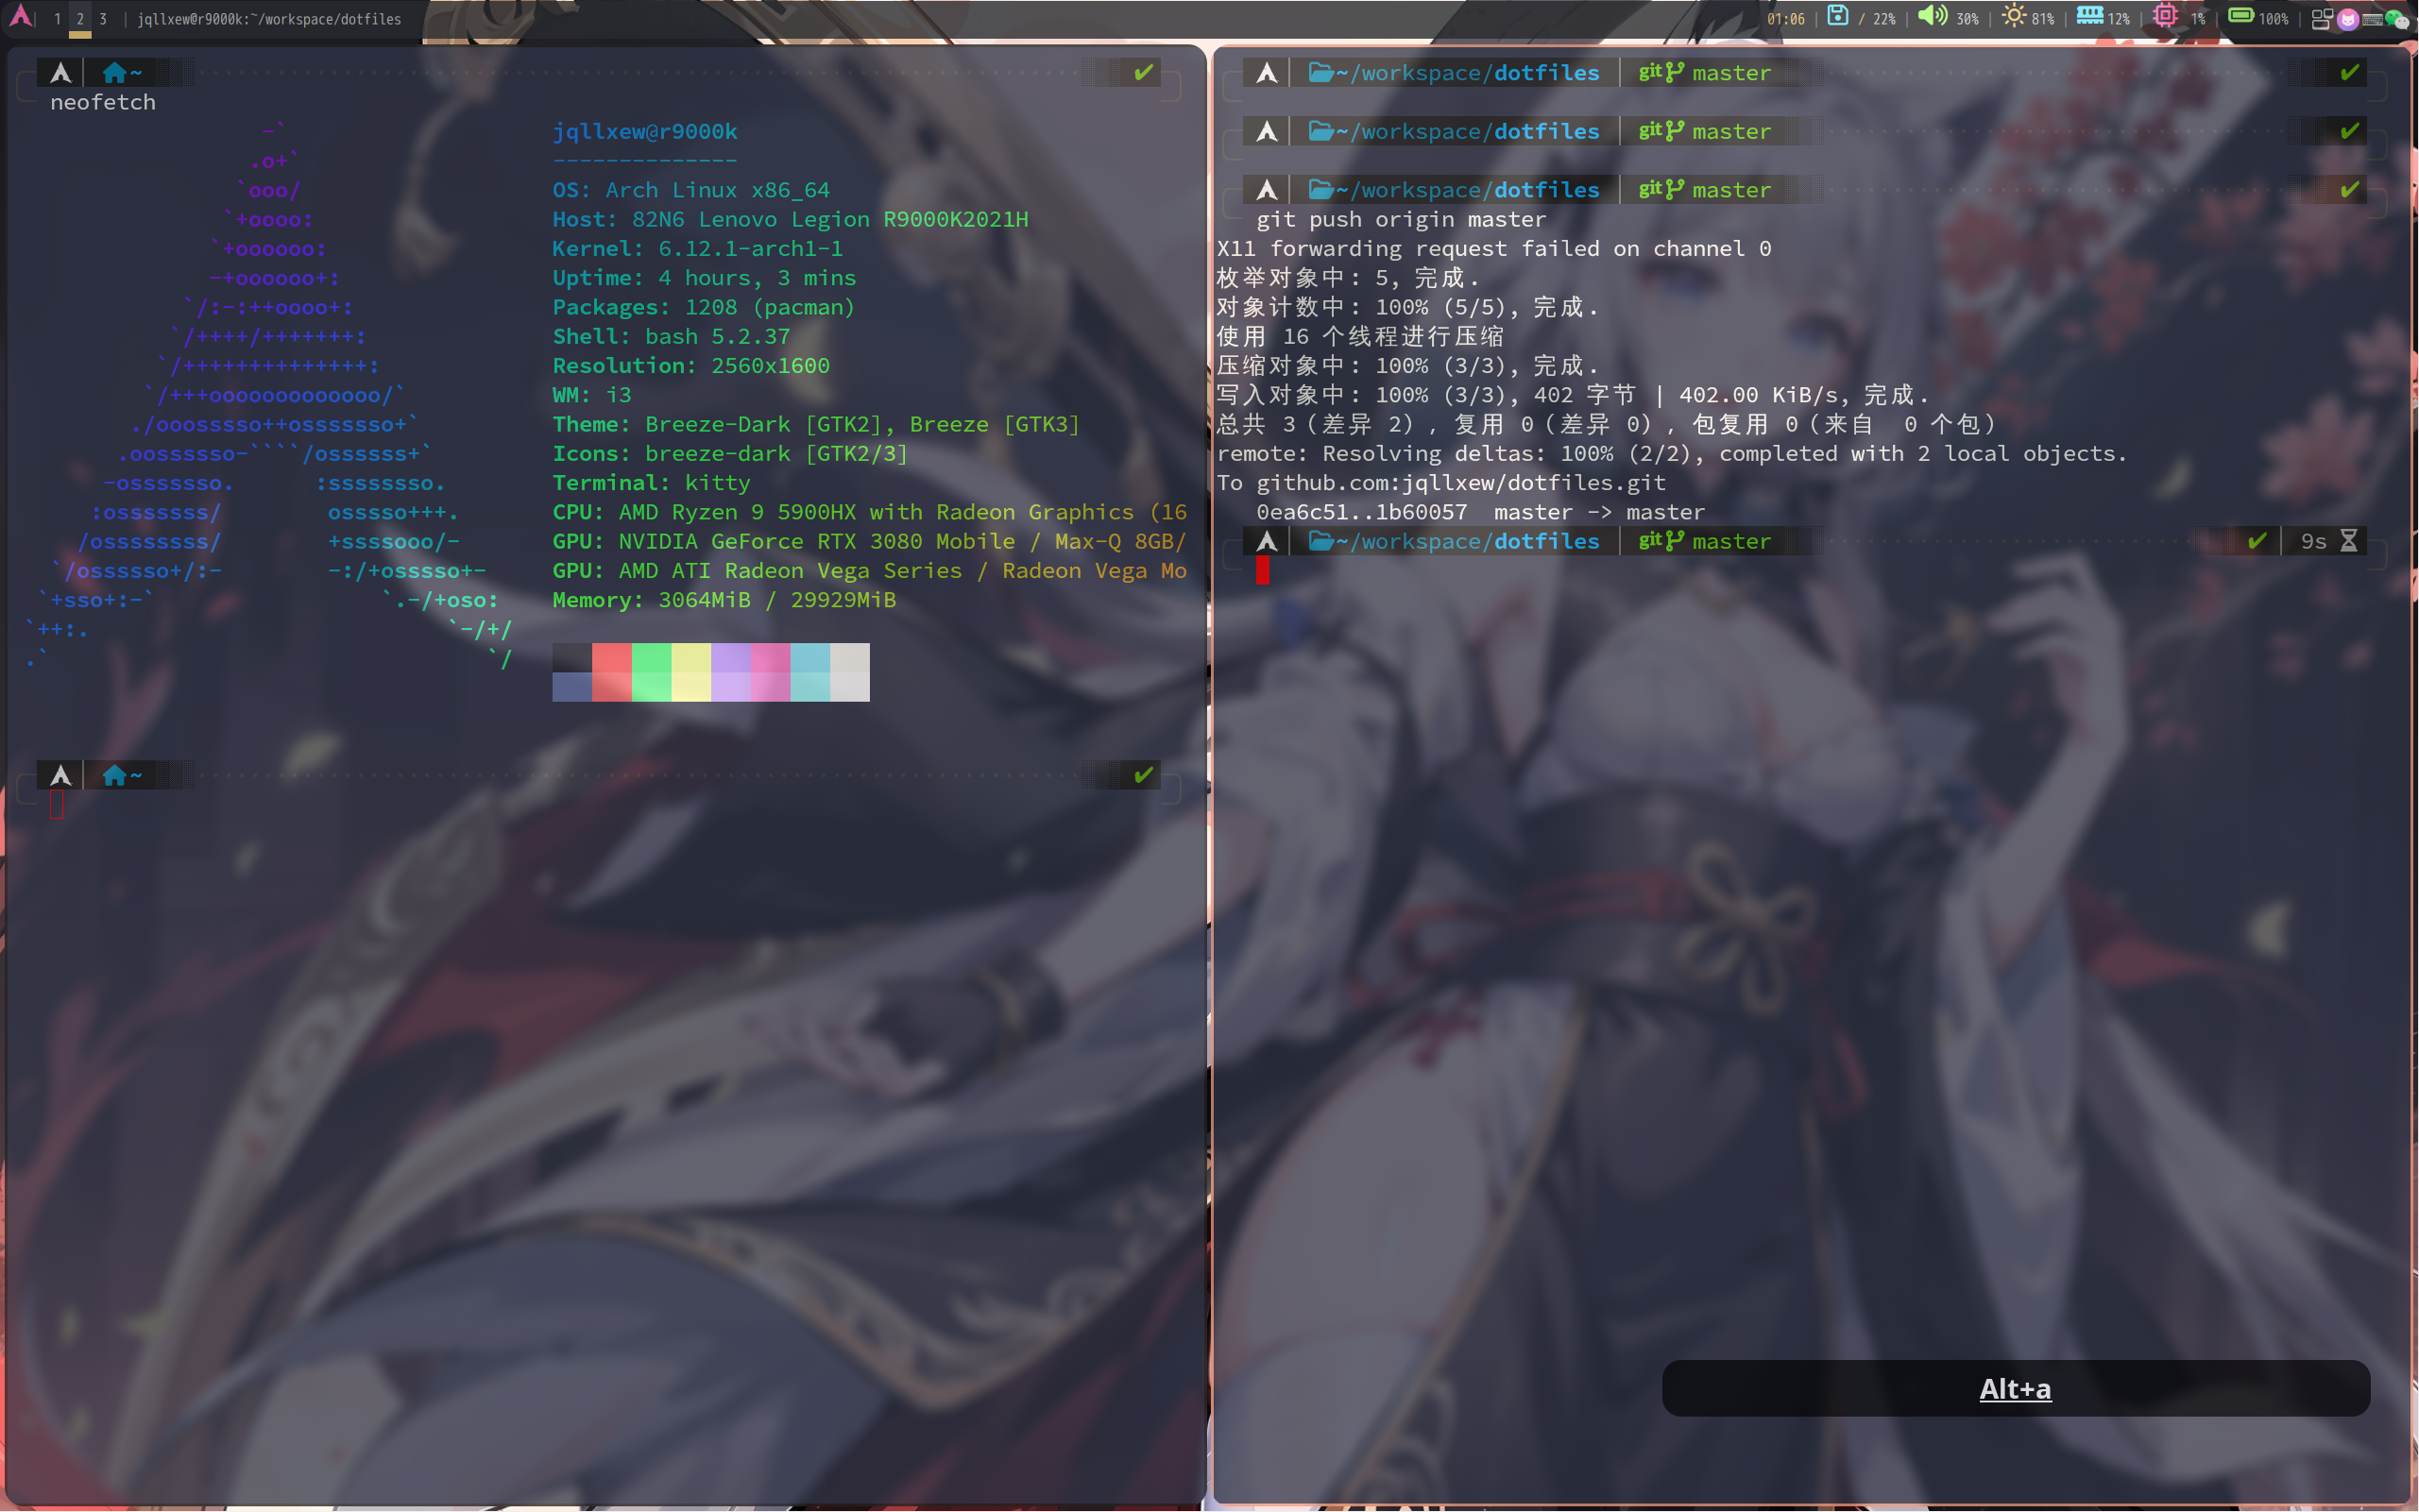 1 2 3 | jqllxew@r9000k:~/workspace/dotfiles
01:06 | / 22% | 30% | 81% | 12% | 1% | 100% |
~
neofetch
-`
.o+`
`ooo/
`+oooo:
`+oooooo:
-+oooooo+:
`/:-:++oooo+:
`/++++/+++++++:
`/++++++++++++++:
`/+++ooooooooooooo/`
./ooosssso++osssssso+`
.oossssso-````/ossssss+`
-osssssso.      :ssssssso.
:osssssss/        osssso+++.
/ossssssss/        +ssssooo/-
`/ossssso+/:-        -:/+osssso+-
`+sso+:-`                 `.-/+oso:
`++:.                           `-/+/
.`                                 `/
jqllxew@r9000k
--------------
OS: Arch Linux x86_64
Host: 82N6 Lenovo Legion R9000K2021H
Kernel: 6.12.1-arch1-1
Uptime: 4 hours, 3 mins
Packages: 1208 (pacman)
Shell: bash 5.2.37
Resolution: 2560x1600
WM: i3
Theme: Breeze-Dark [GTK2], Breeze [GTK3]
Icons: breeze-dark [GTK2/3]
Terminal: kitty
CPU: AMD Ryzen 9 5900HX with Radeon Graphics (16
GPU: NVIDIA GeForce RTX 3080 Mobile / Max-Q 8GB/
GPU: AMD ATI Radeon Vega Series / Radeon Vega Mo
Memory: 3064MiB / 29929MiB
~
~/workspace/dotfiles | git master ✔
~/workspace/dotfiles | git master ✔
~/workspace/dotfiles | git master ✔
git push origin master
X11 forwarding request failed on channel 0
枚举对象中: 5, 完成.
对象计数中: 100% (5/5), 完成.
使用 16 个线程进行压缩
压缩对象中: 100% (3/3), 完成.
写入对象中: 100% (3/3), 402 字节 | 402.00 KiB/s, 完成.
总共 3（差异 2），复用 0（差异 0），包复用 0（来自  0 个包）
remote: Resolving deltas: 100% (2/2), completed with 2 local objects.
To github.com:jqllxew/dotfiles.git
0ea6c51..1b60057  master -> master
~/workspace/dotfiles | git master ✔ | 9s
Alt+a